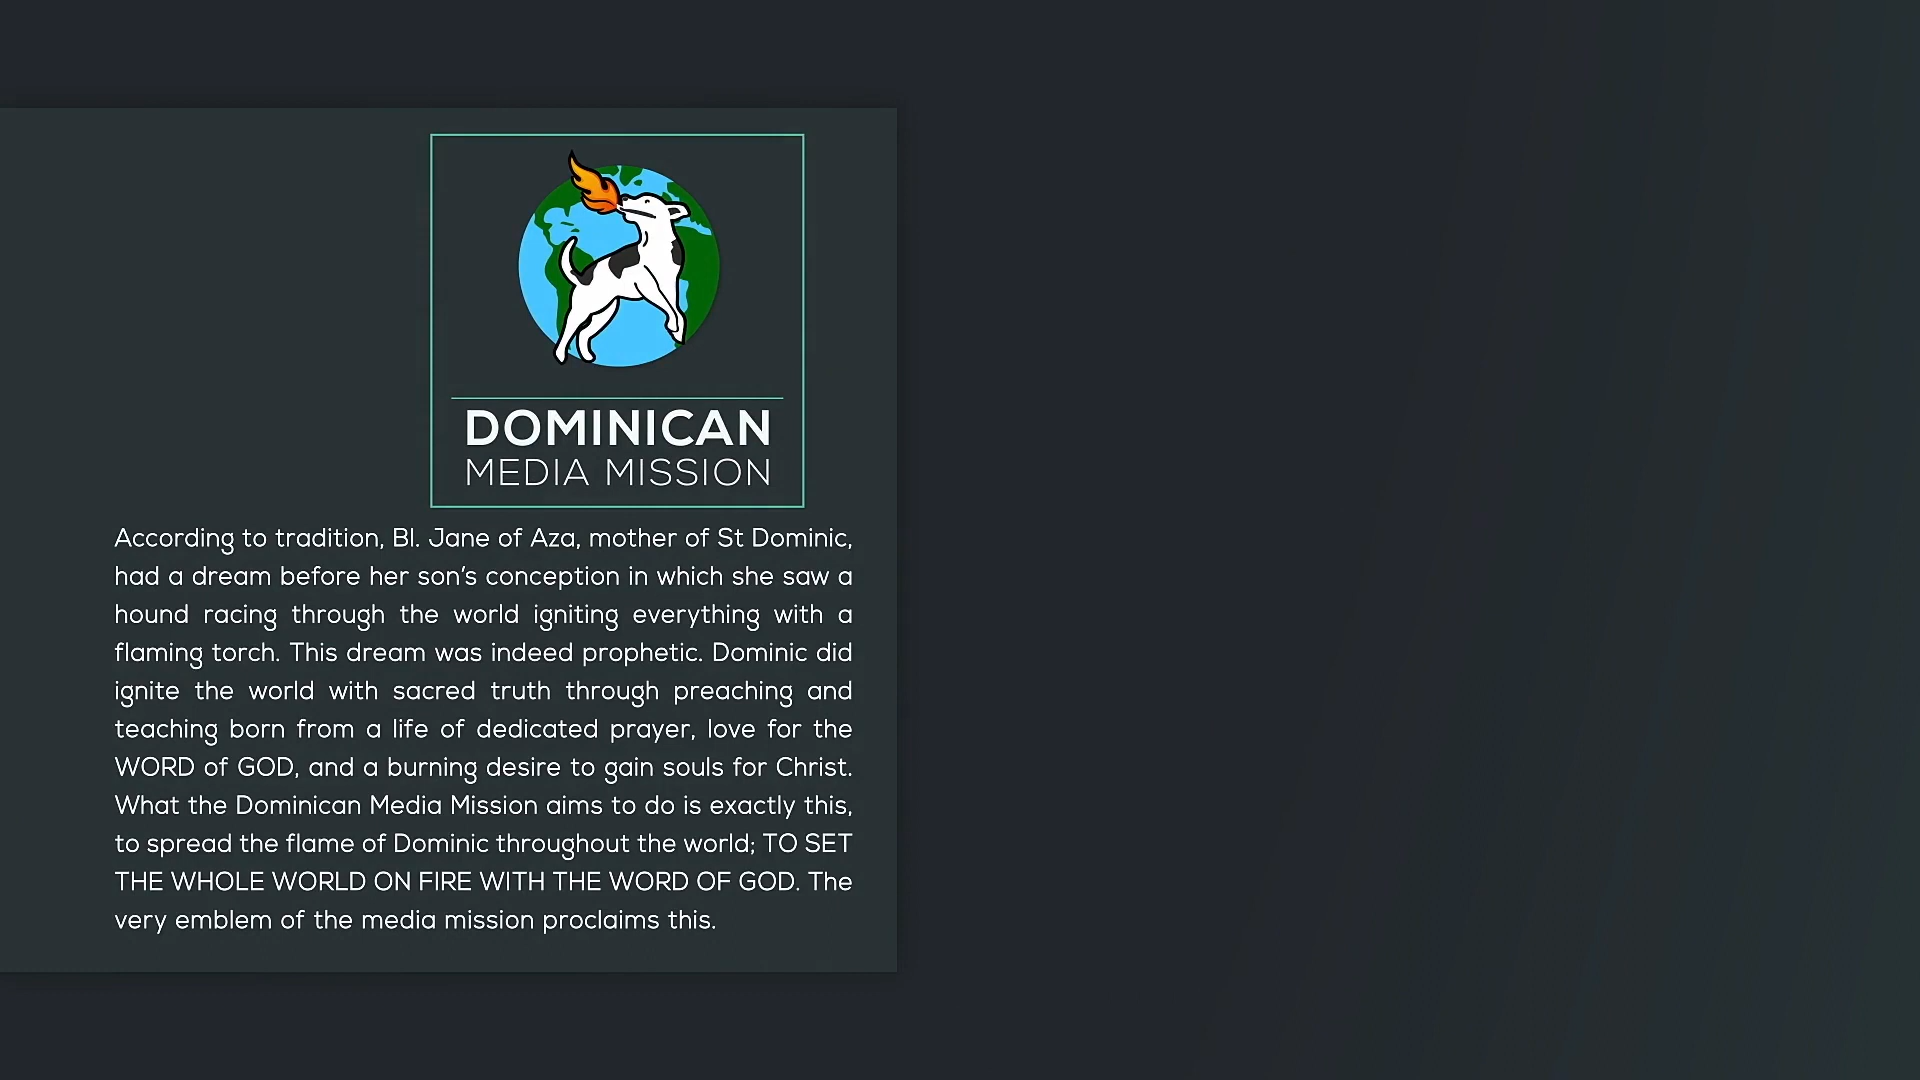 DOMINICAN
MEDIA MISSION
According to tradition, Bl. Jane of Aza, mother of St Dominic,
had a dream before her son’s conception in which she saw a
hound racing through the world igniting everything with a
flaming torch. This dream was indeed prophetic. Dominic did
ignite the world with sacred truth through preaching and
teaching born from a life of dedicated prayer, love for the
WORD of GOD, and a burning desire to gain souls for Christ.
What the Dominican Media Mission aims to do is exactly this,
to spread the flame of Dominic throughout the world; TO SET
THE WHOLE WORLD ON FIRE WITH THE WORD OF GOD. The
very emblem of the media mission proclaims this.